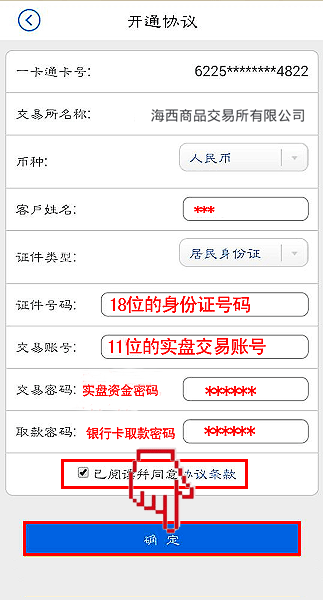 开通协议
一卡通卡号: 6225********4822
交易所名称: 海西商品交易所有限公司
币种: 人民币
客户姓名: ***
证件类型: 居民身份证
证件号码: 18位的身份证号码
交易账号: 11位的实盘交易账号
交易密码: 实盘资金密码 ******
取款密码: 银行卡取款密码 ******
已阅读并同意协议条款
确 定